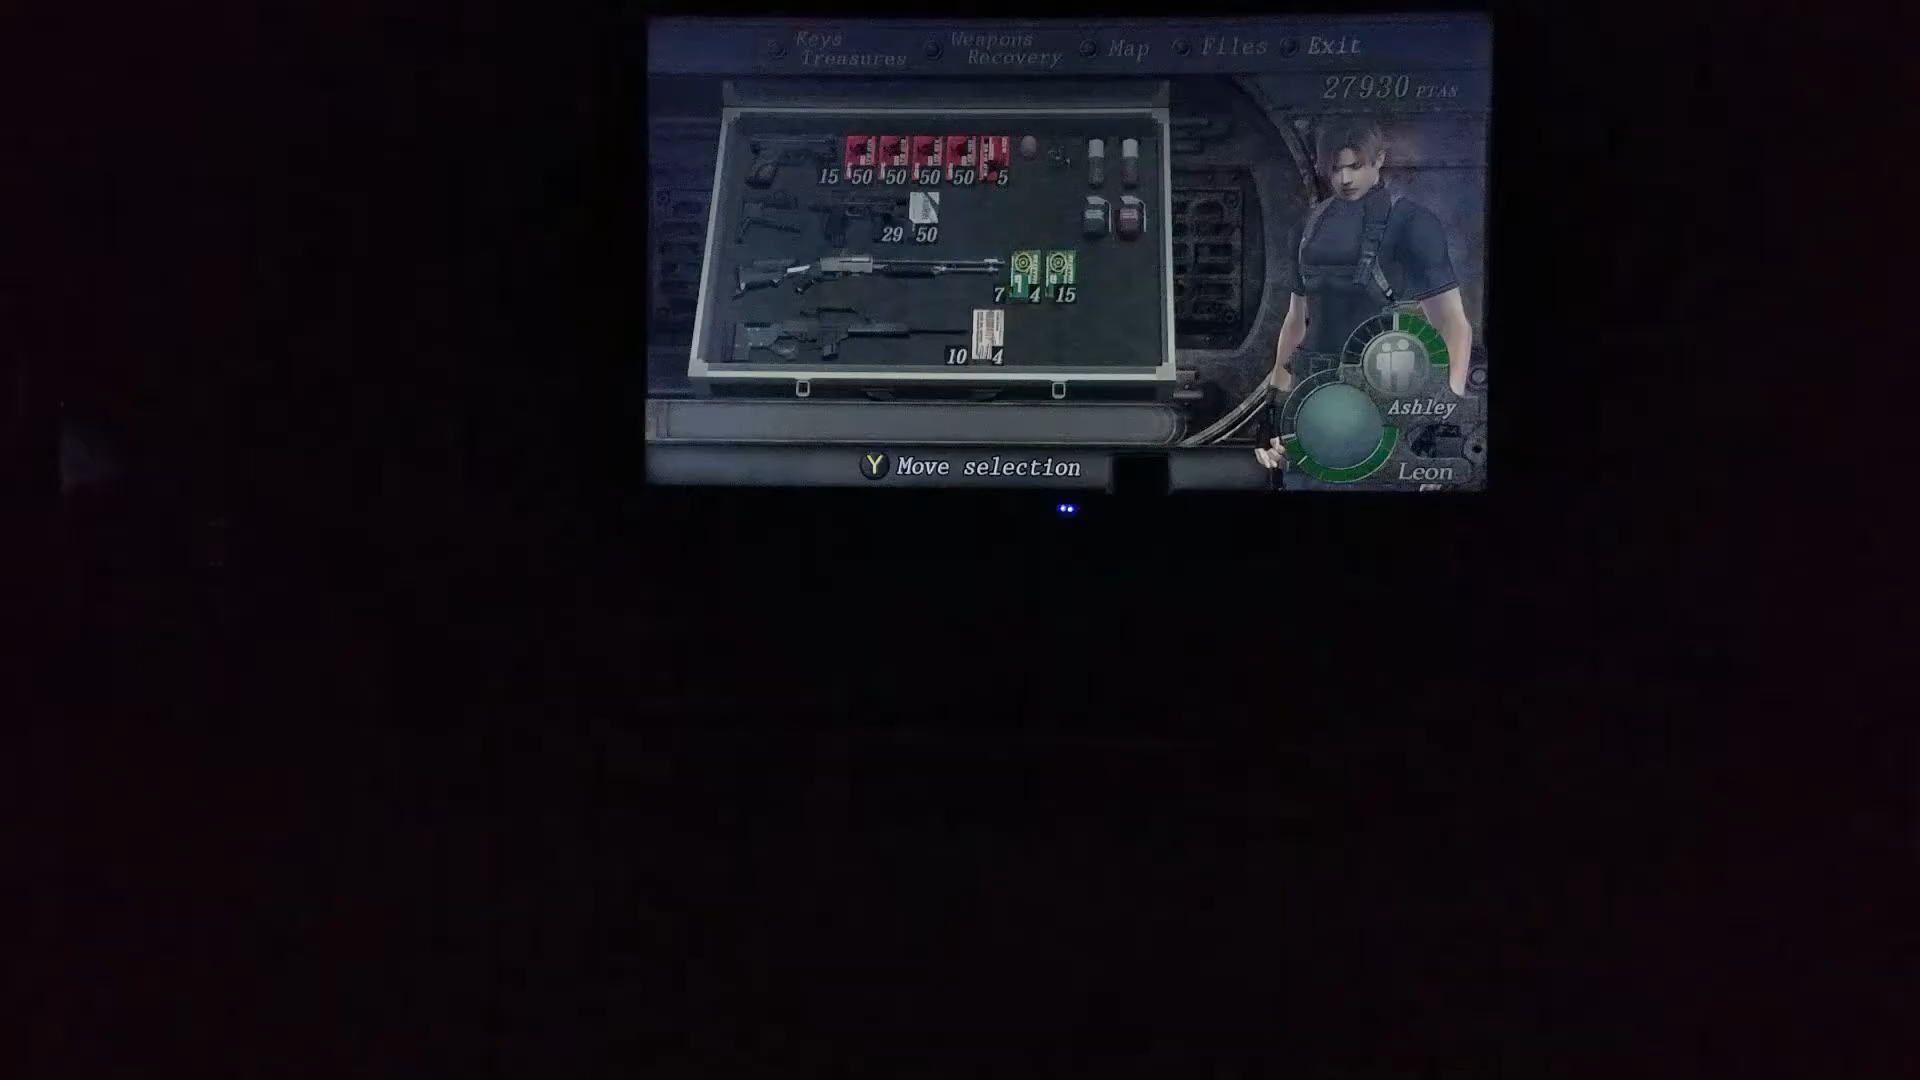 Keys
Treasures
Weapons
Recovery
Map
Files
Exit
27930 PTAS
15 50 50 50 50 5
29 50
7 4 15
10 4
Ashley
Leon
Y Move selection